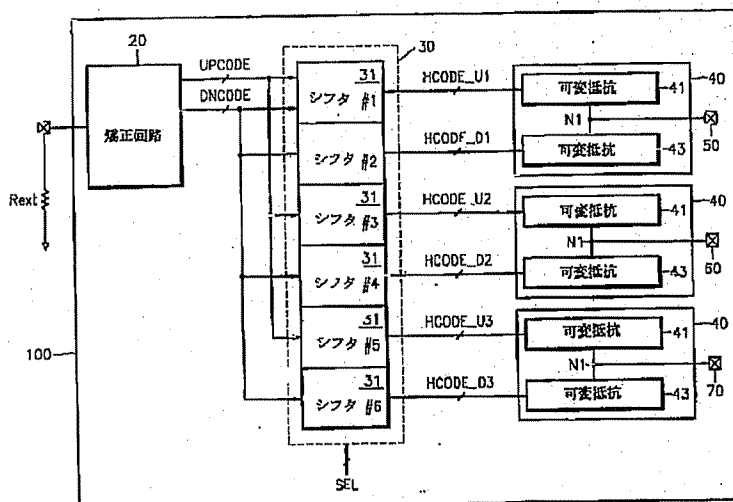 20
UPCODE
DNCODE
30
矯正回路
Rext
100
31
シフタ #1
31
シフタ #2
31
シフタ #3
31
シフタ #4
31
シフタ #5
31
シフタ #6
SEL
HCODE_U1
HCODE_D1
HCODE_U2
HCODE_D2
HCODE_U3
HCODE_D3
可変抵抗
41
40
N1
50
可変抵抗
43
可変抵抗
41
40
N1
60
可変抵抗
43
可変抵抗
41
40
N1
70
可変抵抗
43